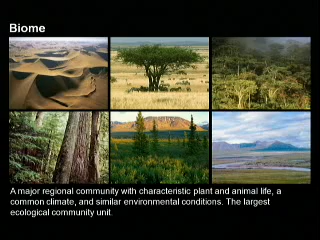 Biome
A major regional community with characteristic plant and animal life, a
common climate, and similar environmental conditions. The largest
ecological community unit.